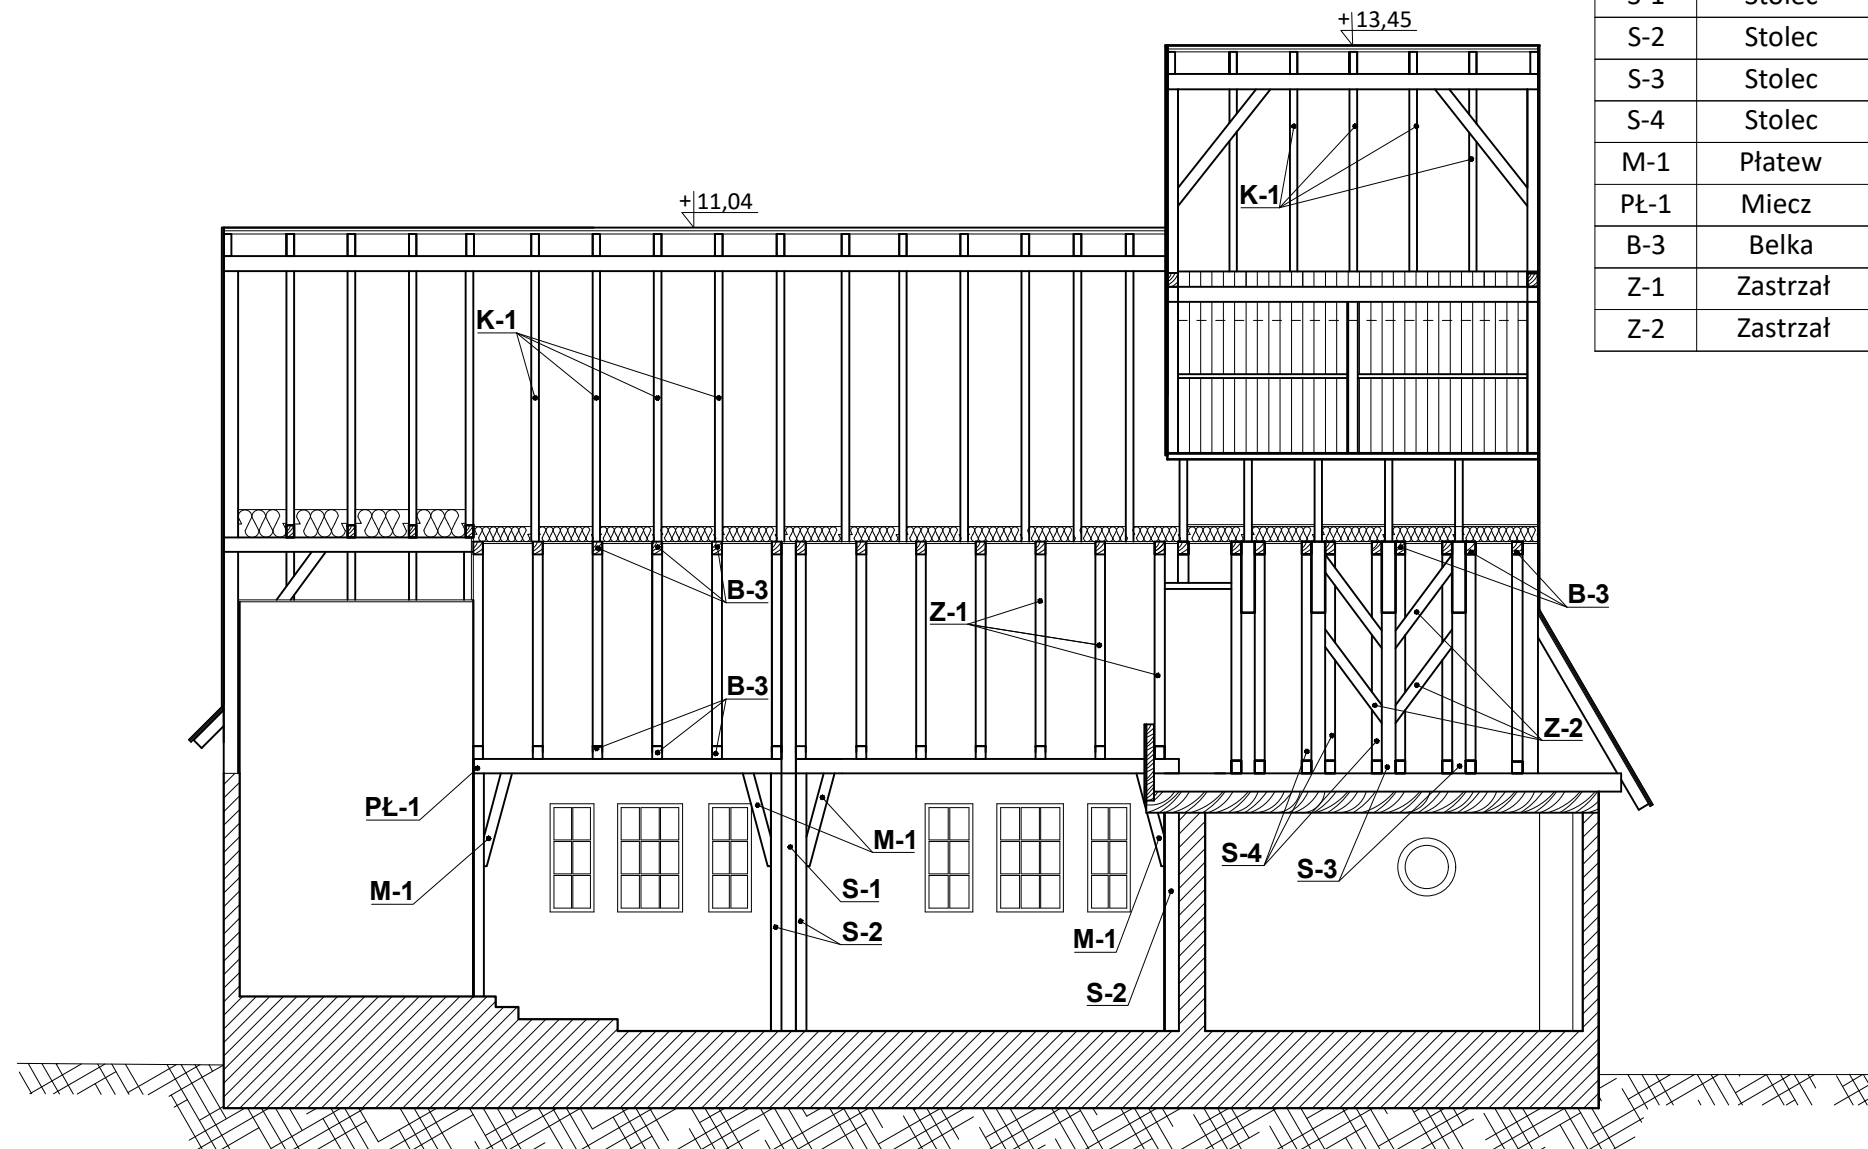 S-1 Stolec
+13,45
S-2 Stolec
S-3 Stolec
S-4 Stolec
M-1 Płatew
PŁ-1 Miecz
B-3 Belka
Z-1 Zastrzał
Z-2 Zastrzał
K-1
+11,04
K-1
B-3
B-3
Z-1
B-3
Z-2
PŁ-1
M-1
M-1
S-1
S-2
M-1
S-2
S-4
S-3